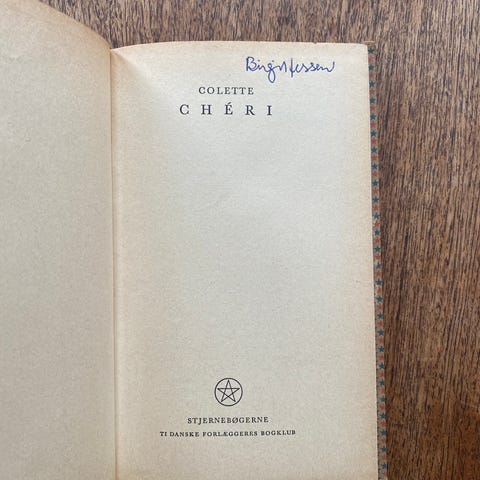 Birgit Jessen
COLETTE
CHÉRI
STJERNEBØGERNE
TI DANSKE FORLÆGGERES BOGKLUB